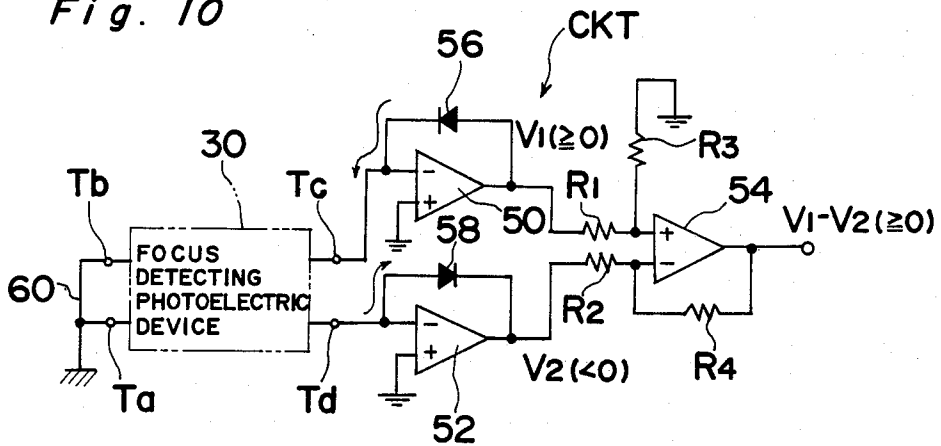 Fig. 10
CKT
56
V1(≧0)
30
R3
Tb
Tc
R1
54
50
V1-V2(≧0)
58
FOCUS
DETECTING
PHOTOELECTRIC
DEVICE
60
R2
R4
Ta
Td
V2(<0)
52